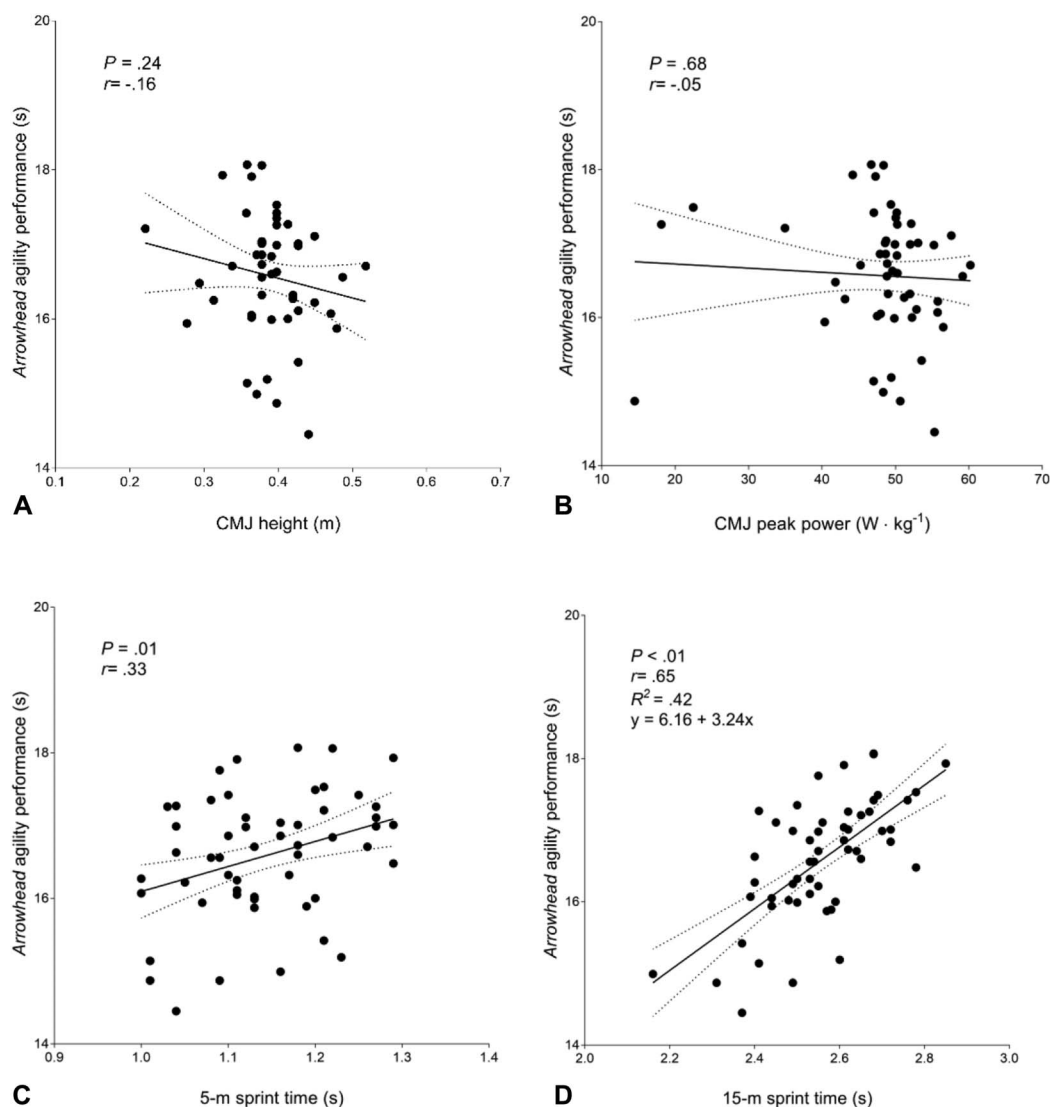 20
18
16
14
Arrowhead agility performance (s)
P = .24
r= -.16
0.1 0.2 0.3 0.4 0.5 0.6 0.7
CMJ height (m)
A
20
18
16
14
Arrowhead agility performance (s)
P = .68
r= -.05
10 20 30 40 50 60 70
CMJ peak power (W · kg⁻¹)
B
20
18
16
14
Arrowhead agility performance (s)
P = .01
r= .33
0.9 1.0 1.1 1.2 1.3 1.4
5-m sprint time (s)
C
20
18
16
14
Arrowhead agility performance (s)
P < .01
r= .65
R² = .42
y = 6.16 + 3.24x
2.0 2.2 2.4 2.6 2.8 3.0
15-m sprint time (s)
D